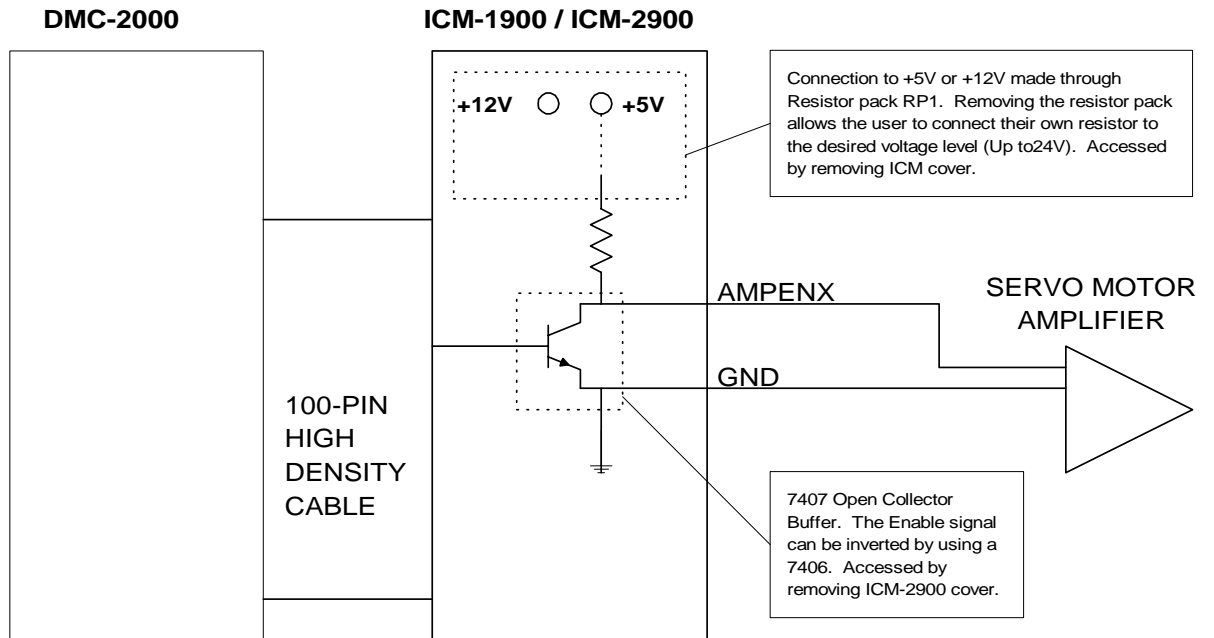 DMC-2000
ICM-1900 / ICM-2900
+12V
+5V
Connection to +5V or +12V made through
Resistor pack RP1. Removing the resistor pack
allows the user to connect their own resistor to
the desired voltage level (Up to24V). Accessed
by removing ICM cover.
AMPENX
SERVO MOTOR
AMPLIFIER
GND
100-PIN
HIGH
DENSITY
CABLE
7407 Open Collector
Buffer. The Enable signal
can be inverted by using a
7406. Accessed by
removing ICM-2900 cover.